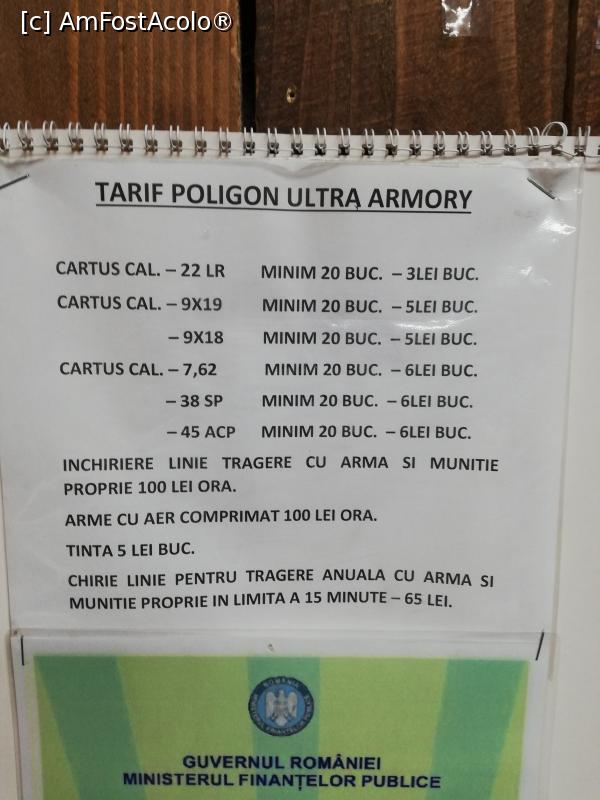 [c] AmFostAcolo®
TARIF POLIGON ULTRA ARMORY
CARTUS CAL. – 22 LR MINIM 20 BUC. – 3LEI BUC.
CARTUS CAL. – 9X19 MINIM 20 BUC. – 5LEI BUC.
– 9X18 MINIM 20 BUC. – 5LEI BUC.
CARTUS CAL. – 7,62 MINIM 20 BUC. – 6LEI BUC.
– 38 SP MINIM 20 BUC. – 6LEI BUC.
– 45 ACP MINIM 20 BUC. – 6LEI BUC.
INCHIRIERE LINIE TRAGERE CU ARMA SI MUNITIE
PROPRIE 100 LEI ORA.
ARME CU AER COMPRIMAT 100 LEI ORA.
TINTA 5 LEI BUC.
CHIRIE LINIE PENTRU TRAGERE ANUALA CU ARMA SI
MUNITIE PROPRIE IN LIMITA A 15 MINUTE – 65 LEI.
ROMÂNIA
GUVERNUL ROMÂNIEI
MINISTERUL FINANȚELOR PUBLICE